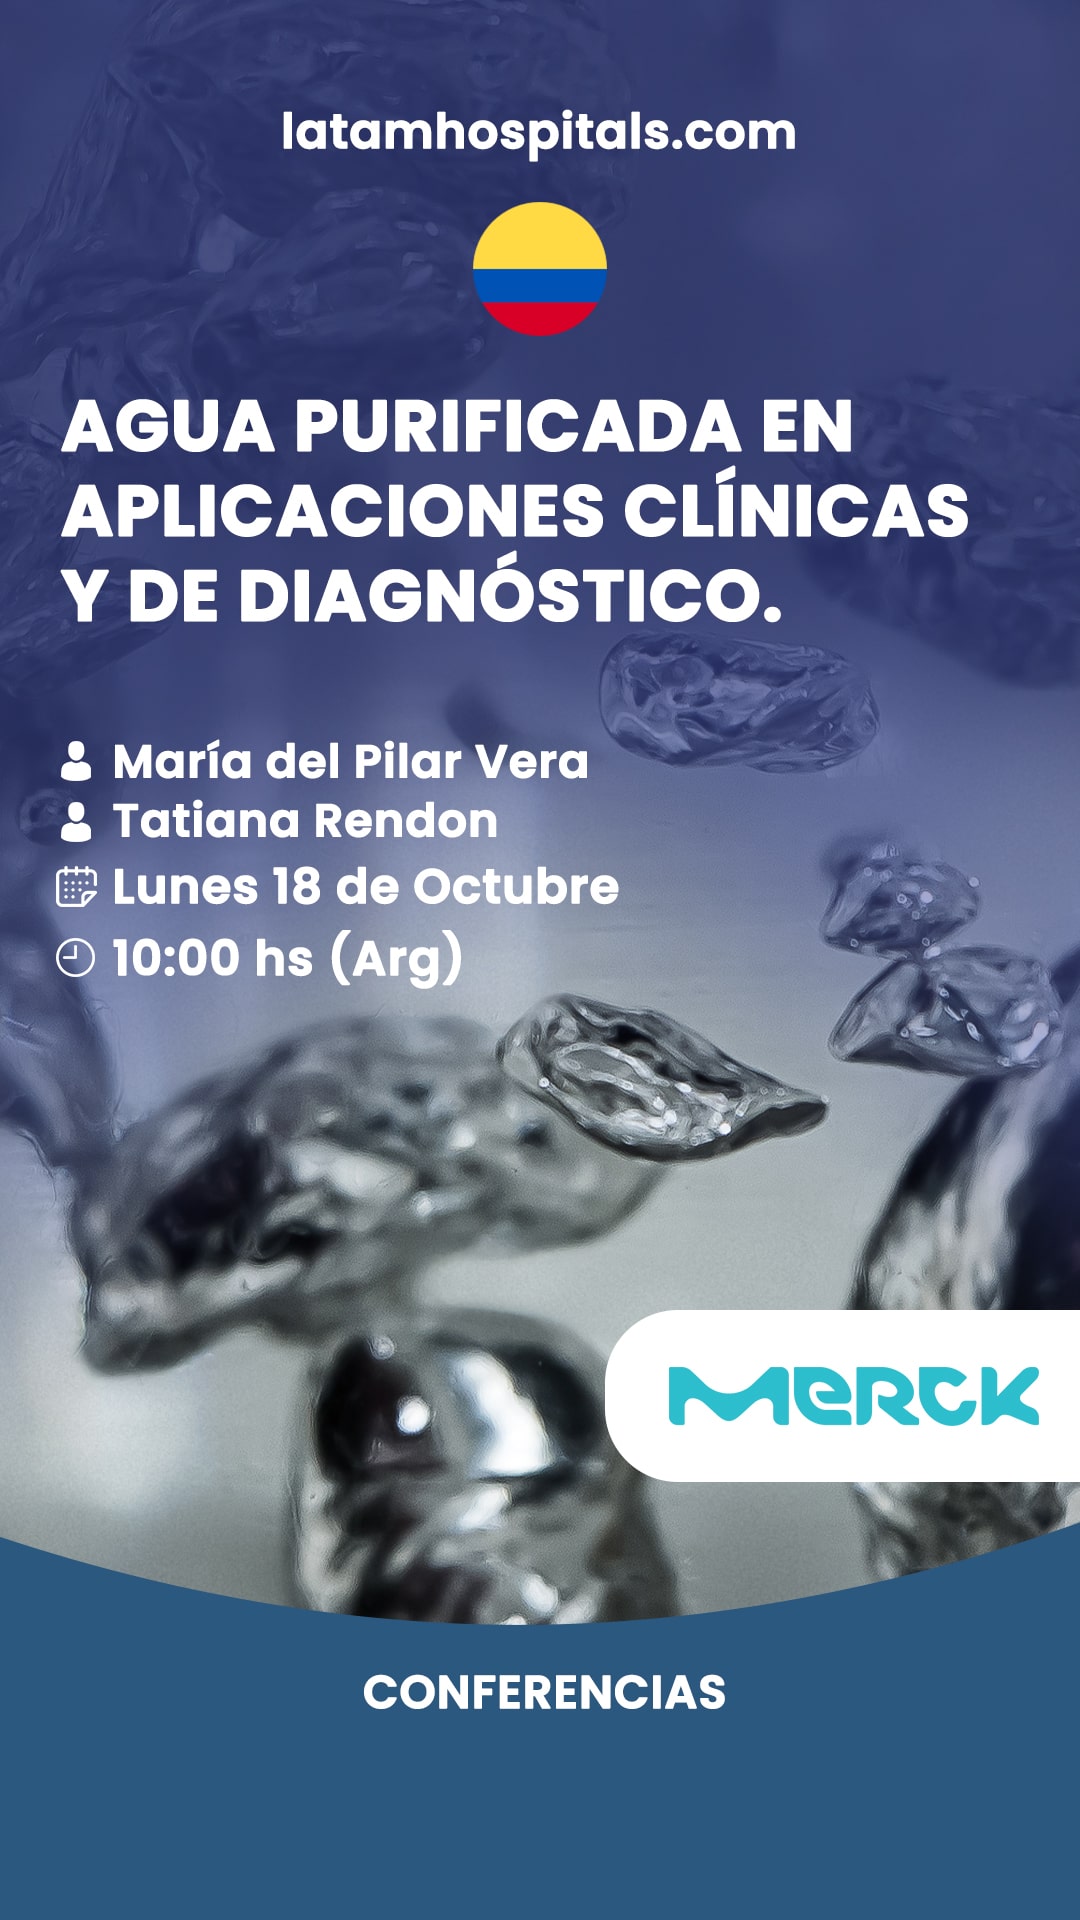 latamhospitals.com
AGUA PURIFICADA EN
APLICACIONES CLÍNICAS
Y DE DIAGNÓSTICO.
María del Pilar Vera
Tatiana Rendon
Lunes 18 de Octubre
10:00 hs (Arg)
MERCK
CONFERENCIAS